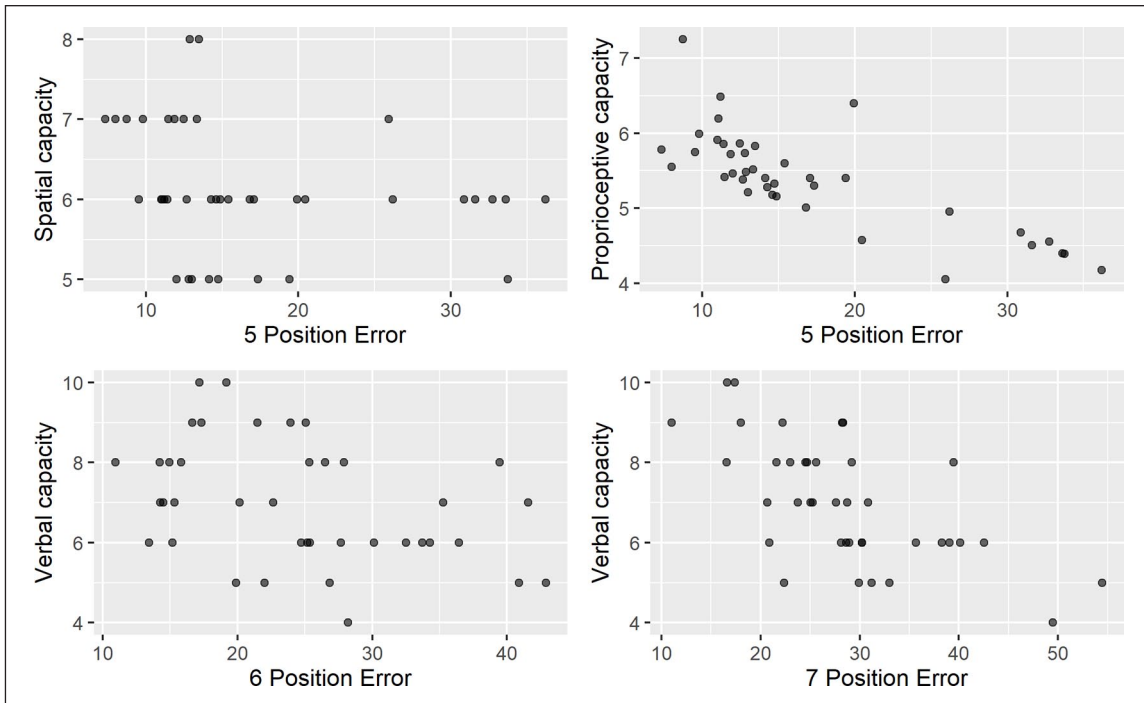 Spatial capacity
8
7
6
5
10 20 30
5 Position Error
Proprioceptive capacity
7
6
5
4
10 20 30
5 Position Error
Verbal capacity
10
8
6
4
10 20 30 40
6 Position Error
Verbal capacity
10
8
6
4
10 20 30 40 50
7 Position Error